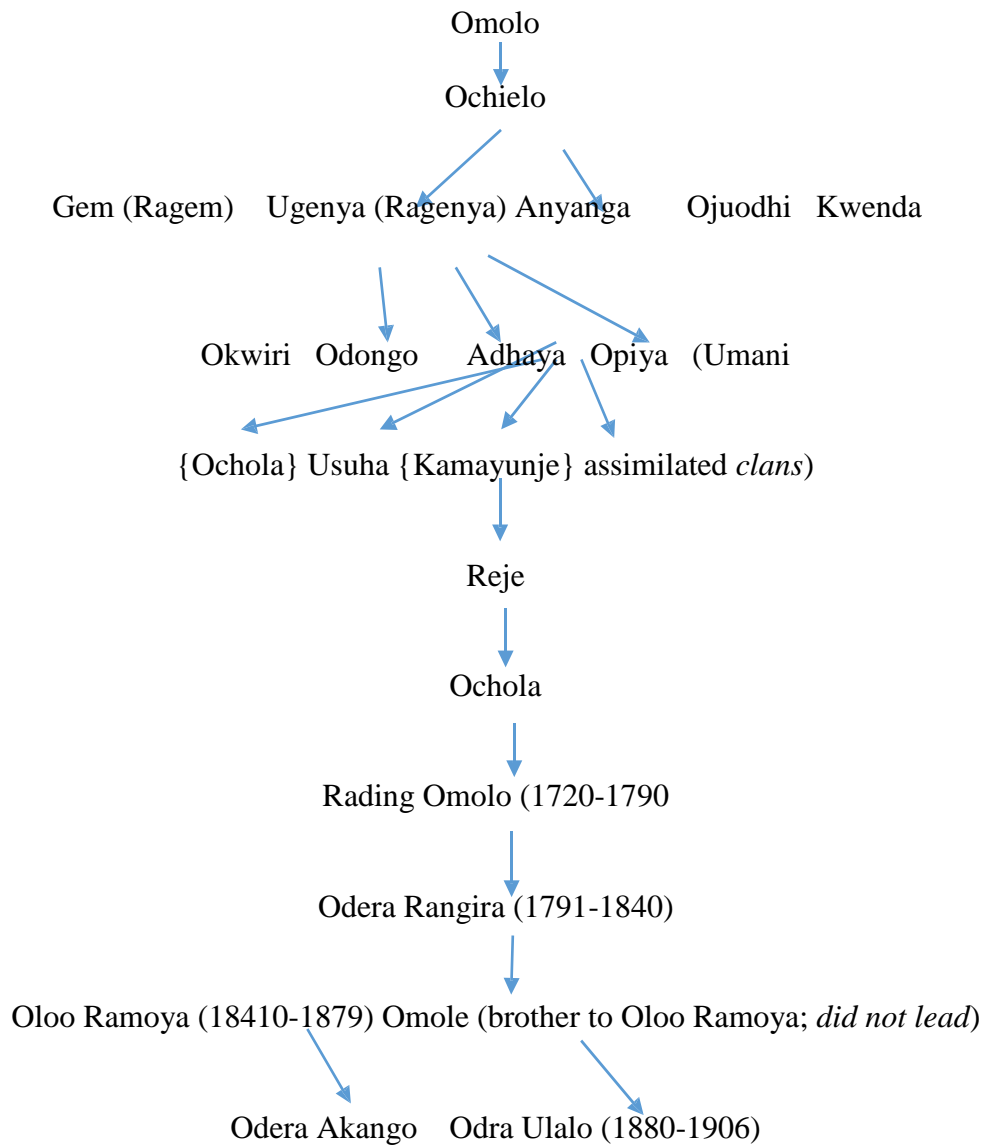 Omolo
Ochielo
Gem (Ragem) Ugenya (Ragenya) Anyanga Ojuodhi Kwenda
Okwiri Odongo Adhaya Opiya (Umani
{Ochola} Usuha {Kamayunje} assimilated clans)
Reje
Ochola
Rading Omolo (1720-1790
Odera Rangira (1791-1840)
Oloo Ramoya (18410-1879) Omole (brother to Oloo Ramoya; did not lead)
Odera Akango Odra Ulalo (1880-1906)